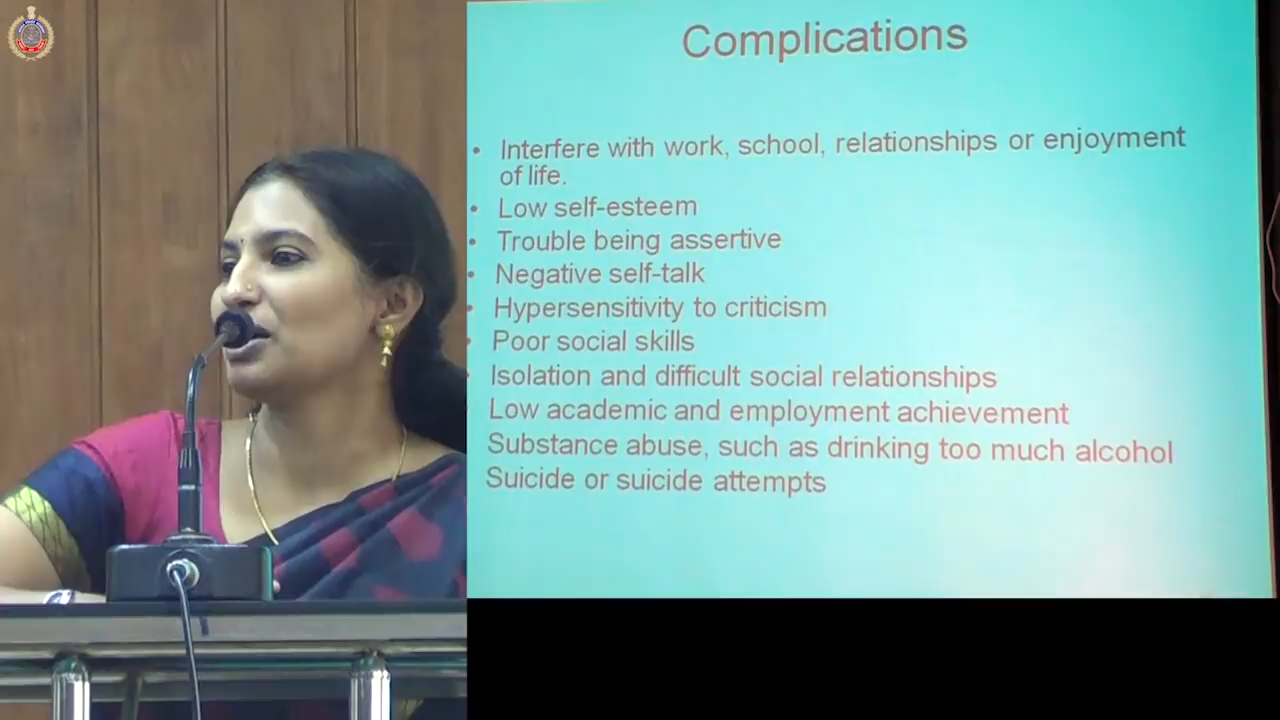 Complications
• Interfere with work, school, relationships or enjoyment
of life.
• Low self-esteem
• Trouble being assertive
• Negative self-talk
• Hypersensitivity to criticism
• Poor social skills
• Isolation and difficult social relationships
Low academic and employment achievement
Substance abuse, such as drinking too much alcohol
Suicide or suicide attempts